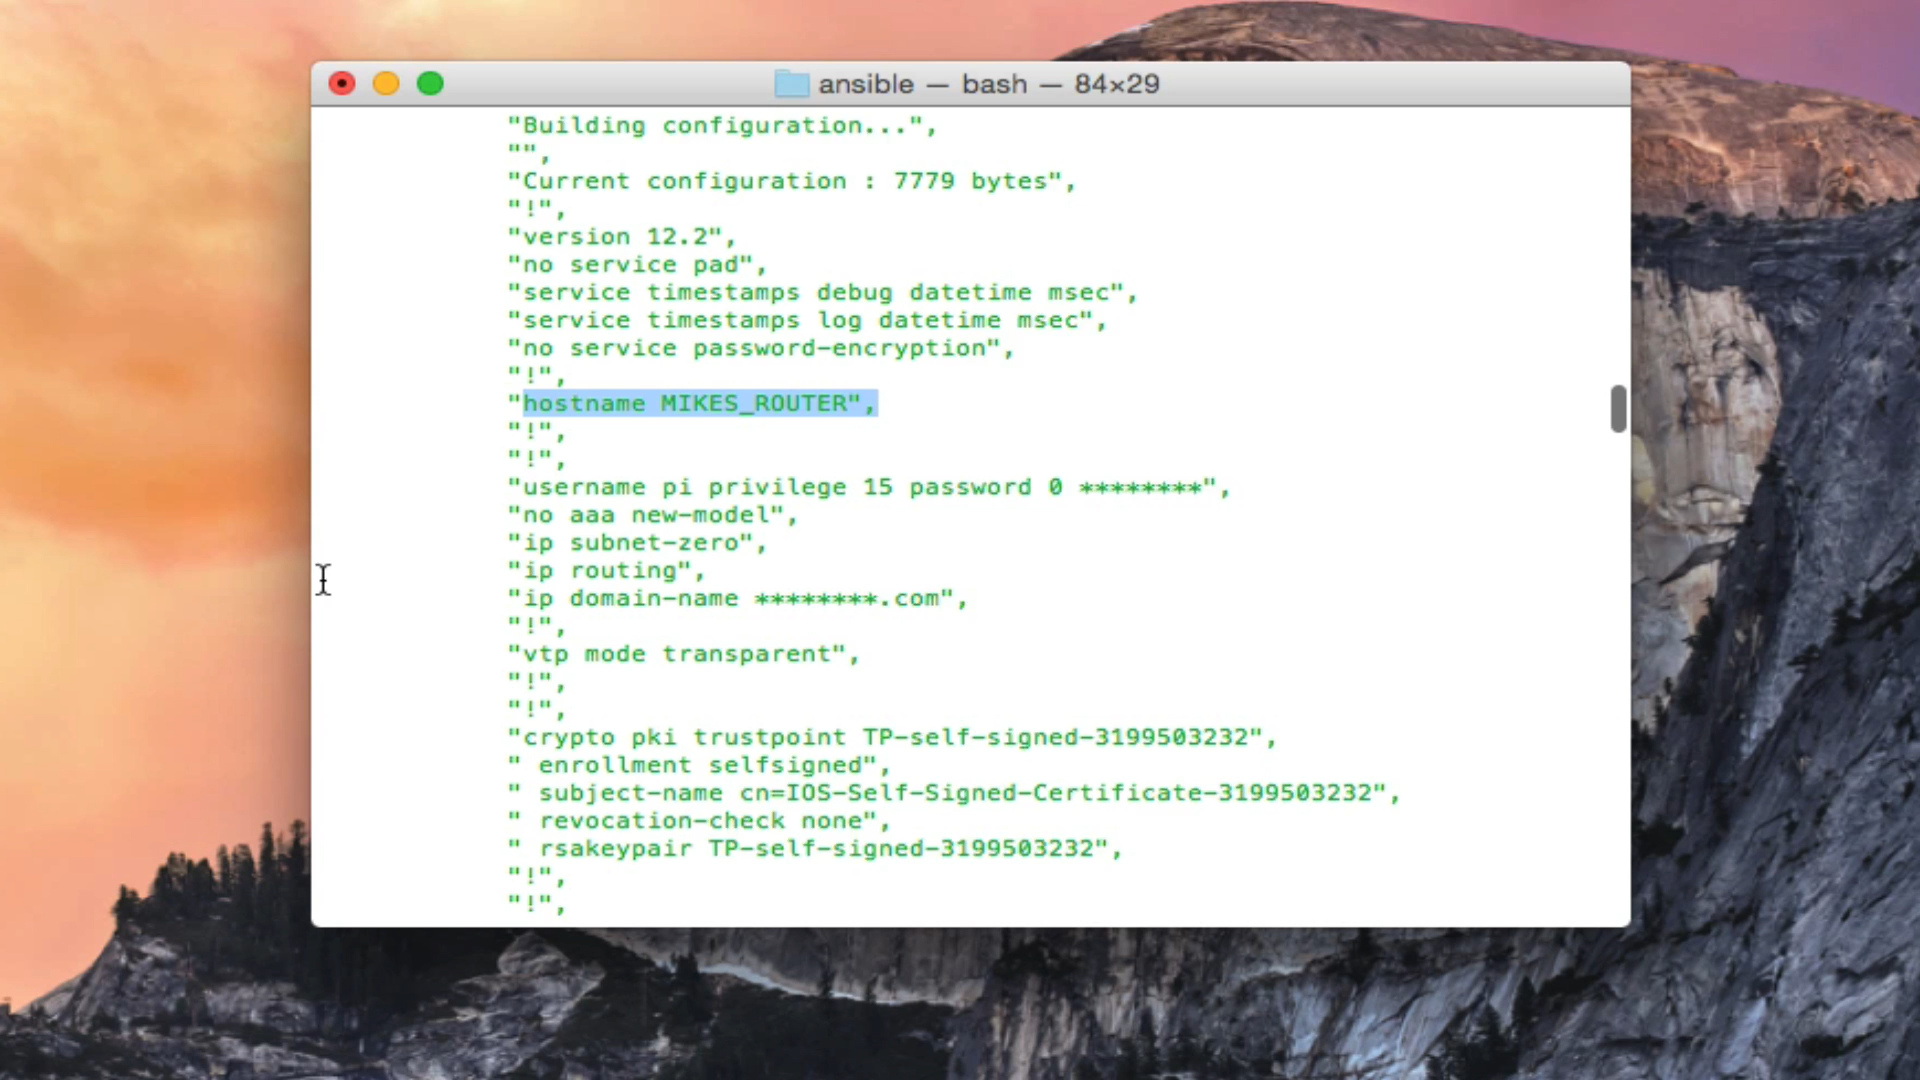 ansible — bash — 84×29
"Building configuration...",
"",
"Current configuration : 7779 bytes",
"!",
"version 12.2",
"no service pad",
"service timestamps debug datetime msec",
"service timestamps log datetime msec",
"no service password-encryption",
"!",
"hostname MIKES_ROUTER",
"!",
"!",
"username pi privilege 15 password 0 ********",
"no aaa new-model",
"ip subnet-zero",
"ip routing",
"ip domain-name ********.com",
"!",
"vtp mode transparent",
"!",
"!",
"crypto pki trustpoint TP-self-signed-3199503232",
" enrollment selfsigned",
" subject-name cn=IOS-Self-Signed-Certificate-3199503232",
" revocation-check none",
" rsakeypair TP-self-signed-3199503232",
"!",
"!",